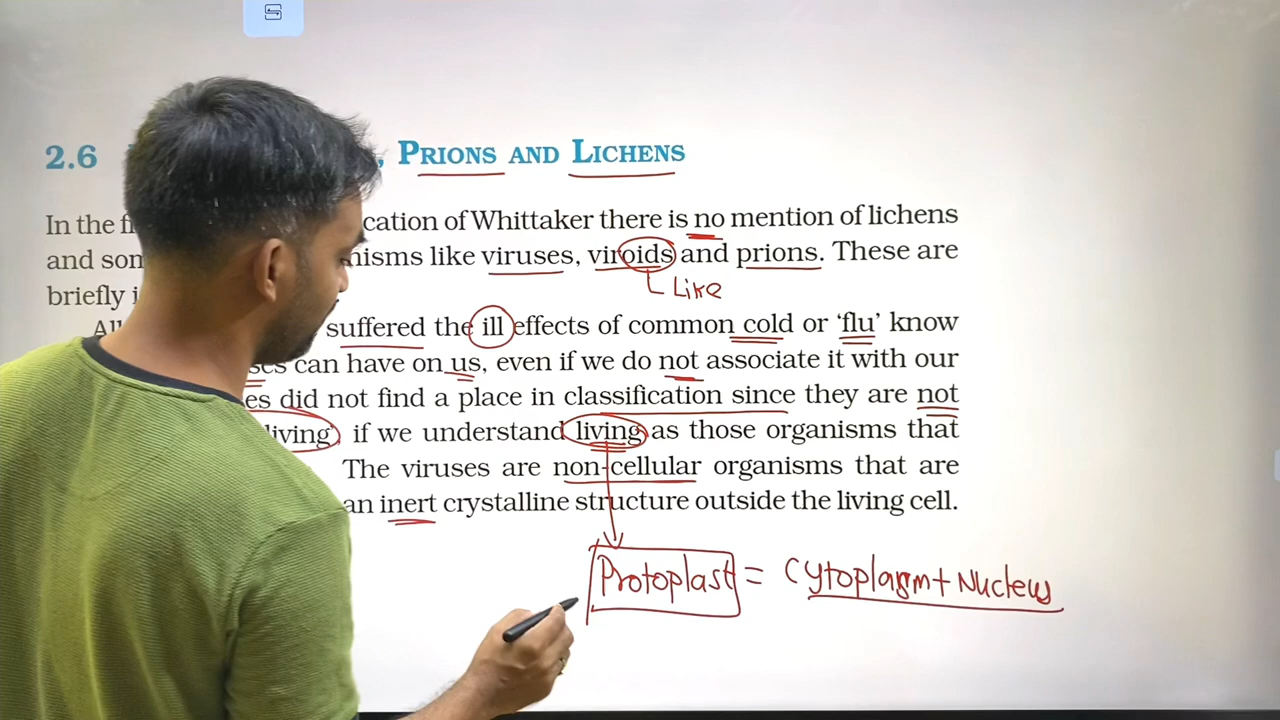 2.6 , PRIONS AND LICHENS
In the fi cation of Whittaker there is no mention of lichens
and som nisms like viruses, viroids and prions. These are
Like
briefly i
All suffered the ill effects of common cold or ‘flu’ know
ses can have on us, even if we do not associate it with our
es did not find a place in classification since they are not
living’, if we understand living as those organisms that
The viruses are non-cellular organisms that are
an inert crystalline structure outside the living cell.
Protoplast = Cytoplasm + Nucleus